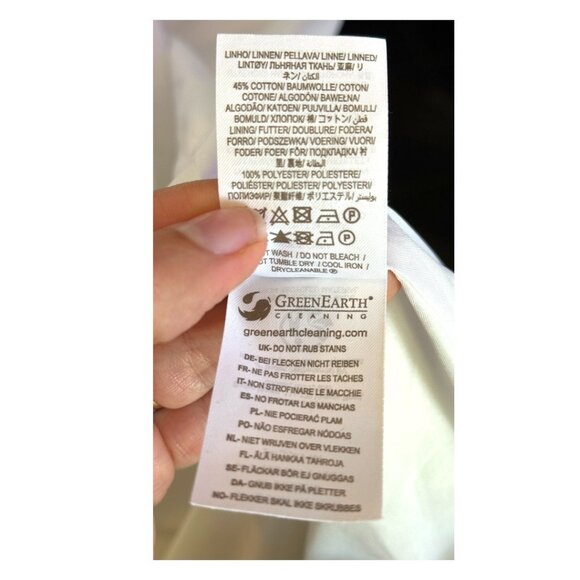 LINHO/ LINNEN/ PELLAVA/ LINNE/ LINNED/
LINTØY/ ЛЬНЯНАЯ ТКАНЬ/ 亚麻/ リ
ネン/ الكتان/
45% COTTON/ BAUMWOLLE/ COTON/
COTONE/ ALGODÓN/ BAWEŁNA/
ALGODÃO/ KATOEN/ PUUVILLA/ BOMULL/
BOMULD/ ХЛОПОК/ 棉/ コットン/ قطن/
LINING/ FUTTER/ DOUBLURE/ FODERA/
FORRO/ PODSZEWKA/ VOERING/ VUORI/
FODER/ FOER/ FÔR/ ПОДКЛАДКА/ 衬
里/ 裏地/ البطانة/
100% POLYESTER/ POLIESTERE/
POLIÉSTER/ POLIESTER/ POLYESTERI/
ПОЛИЭФИР/ 聚酯纤维/ ポリエステル/ بوليستر/
WASH / DO NOT BLEACH /
TUMBLE DRY / COOL IRON /
DRYCLEANABLE Ⓟ
GREENEARTH®
CLEANING
greenearthcleaning.com
UK- DO NOT RUB STAINS
DE- BEI FLECKEN NICHT REIBEN
FR- NE PAS FROTTER LES TACHES
IT- NON STROFINARE LE MACCHIE
ES- NO FROTAR LAS MANCHAS
PL- NIE POCIERAĆ PLAM
PO- NÃO ESFREGAR NÓDOAS
NL- NIET WRIJVEN OVER VLEKKEN
FL- ÄLÄ HANKAA TAHROJA
SE- FLÄCKAR BÖR EJ GNUGGAS
DA- GNUB IKKE PÅ PLETTER
NO- FLEKKER SKAL IKKE SKRUBBES